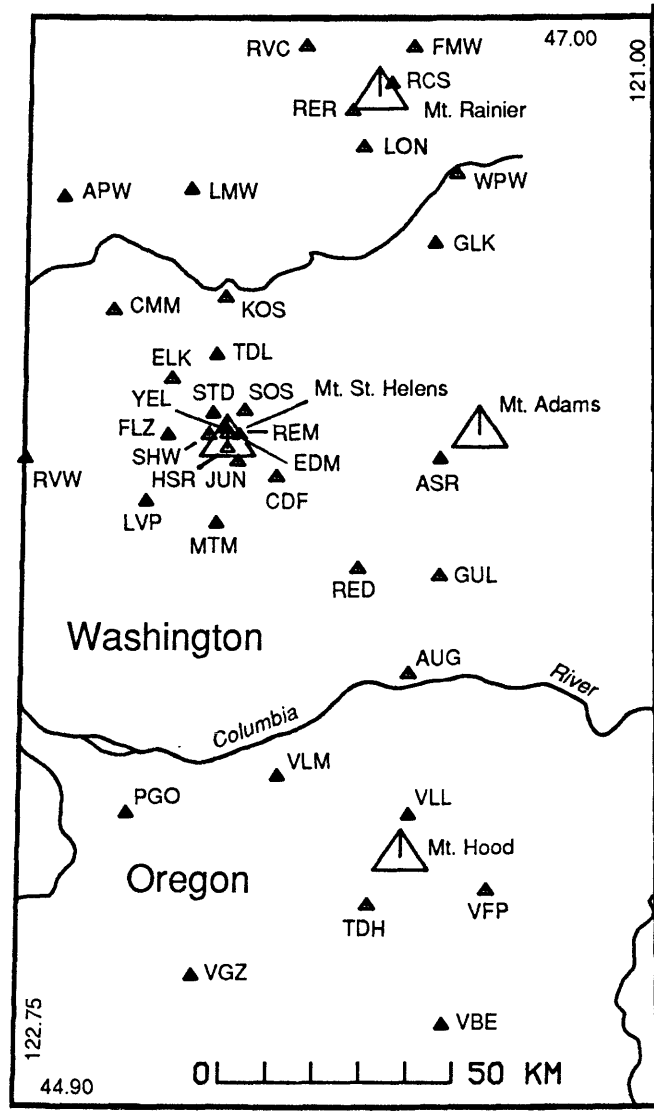 RVC
FMW
47.00
121.00
RCS
RER
Mt. Rainier
LON
WPW
APW
LMW
GLK
CMM
KOS
TDL
ELK
STD
SOS
Mt. St. Helens
YEL
Mt. Adams
FLZ
REM
SHW
EDM
RVW
HSR
JUN
CDF
ASR
LVP
MTM
RED
GUL
Washington
AUG
River
Columbia
VLM
PGO
VLL
Mt. Hood
Oregon
TDH
VFP
VGZ
VBE
122.75
44.90
0 50 KM